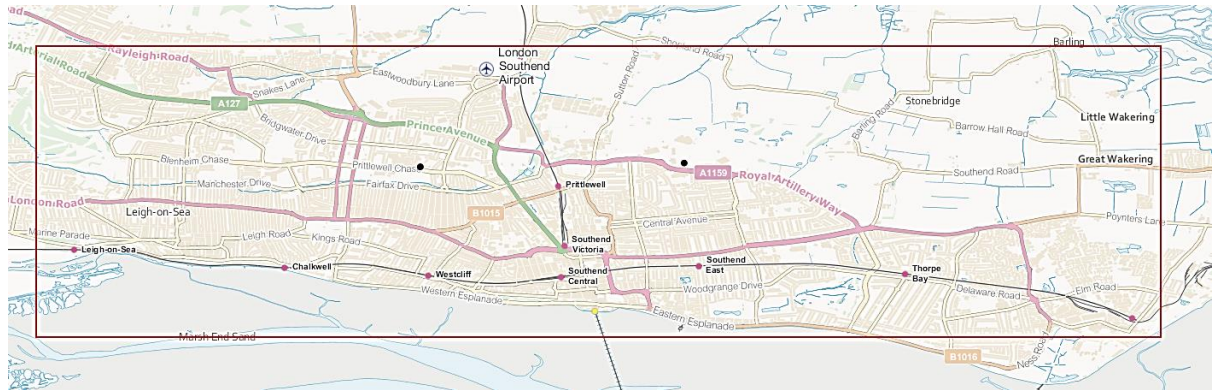 Rayleigh Road
Arterial Road
Snakes Lane
Eastwoodbury Lane
London
Southend
Airport
Sutton Road
Shopland Road
Barling
Stonebridge
Barling Road
Barrow Hall Road
Little Wakering
A127
Bridgwater Drive
Prince Avenue
Blenheim Chase
Prittlewell Chase
Manchester Drive
Fairfax Drive
Prittlewell
A1159
Royal Artillery Way
Southend Road
Great Wakering
London Road
Leigh-on-Sea
B1015
Central Avenue
Poynters Lane
Marine Parade
Leigh Road
Kings Road
Leigh-on-Sea
Southend
Victoria
Chalkwell
Westcliff
Southend
Central
Southend
East
Thorpe
Bay
Woodgrange Drive
Delaware Road
Elm Road
Western Esplanade
Eastern Esplanade
Marsh End Sand
B1016
Ness Road